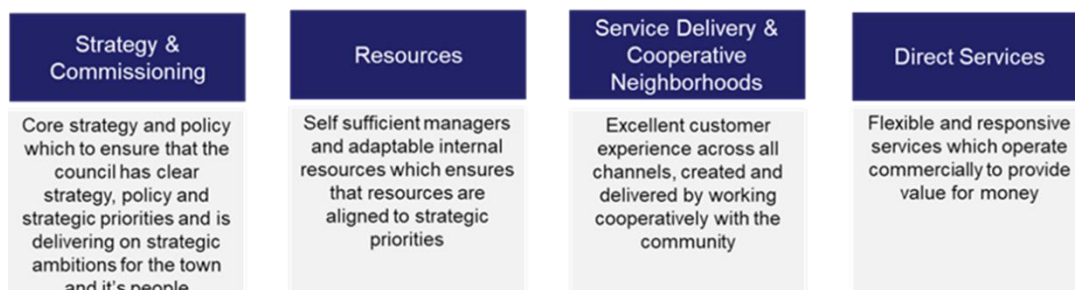 Strategy &
Commissioning
Core strategy and policy
which to ensure that the
council has clear
strategy, policy and
strategic priorities and is
delivering on strategic
ambitions for the town
and it's people
Resources
Self sufficient managers
and adaptable internal
resources which ensures
that resources are
aligned to strategic
priorities
Service Delivery &
Cooperative
Neighborhoods
Excellent customer
experience across all
channels, created and
delivered by working
cooperatively with the
community
Direct Services
Flexible and responsive
services which operate
commercially to provide
value for money